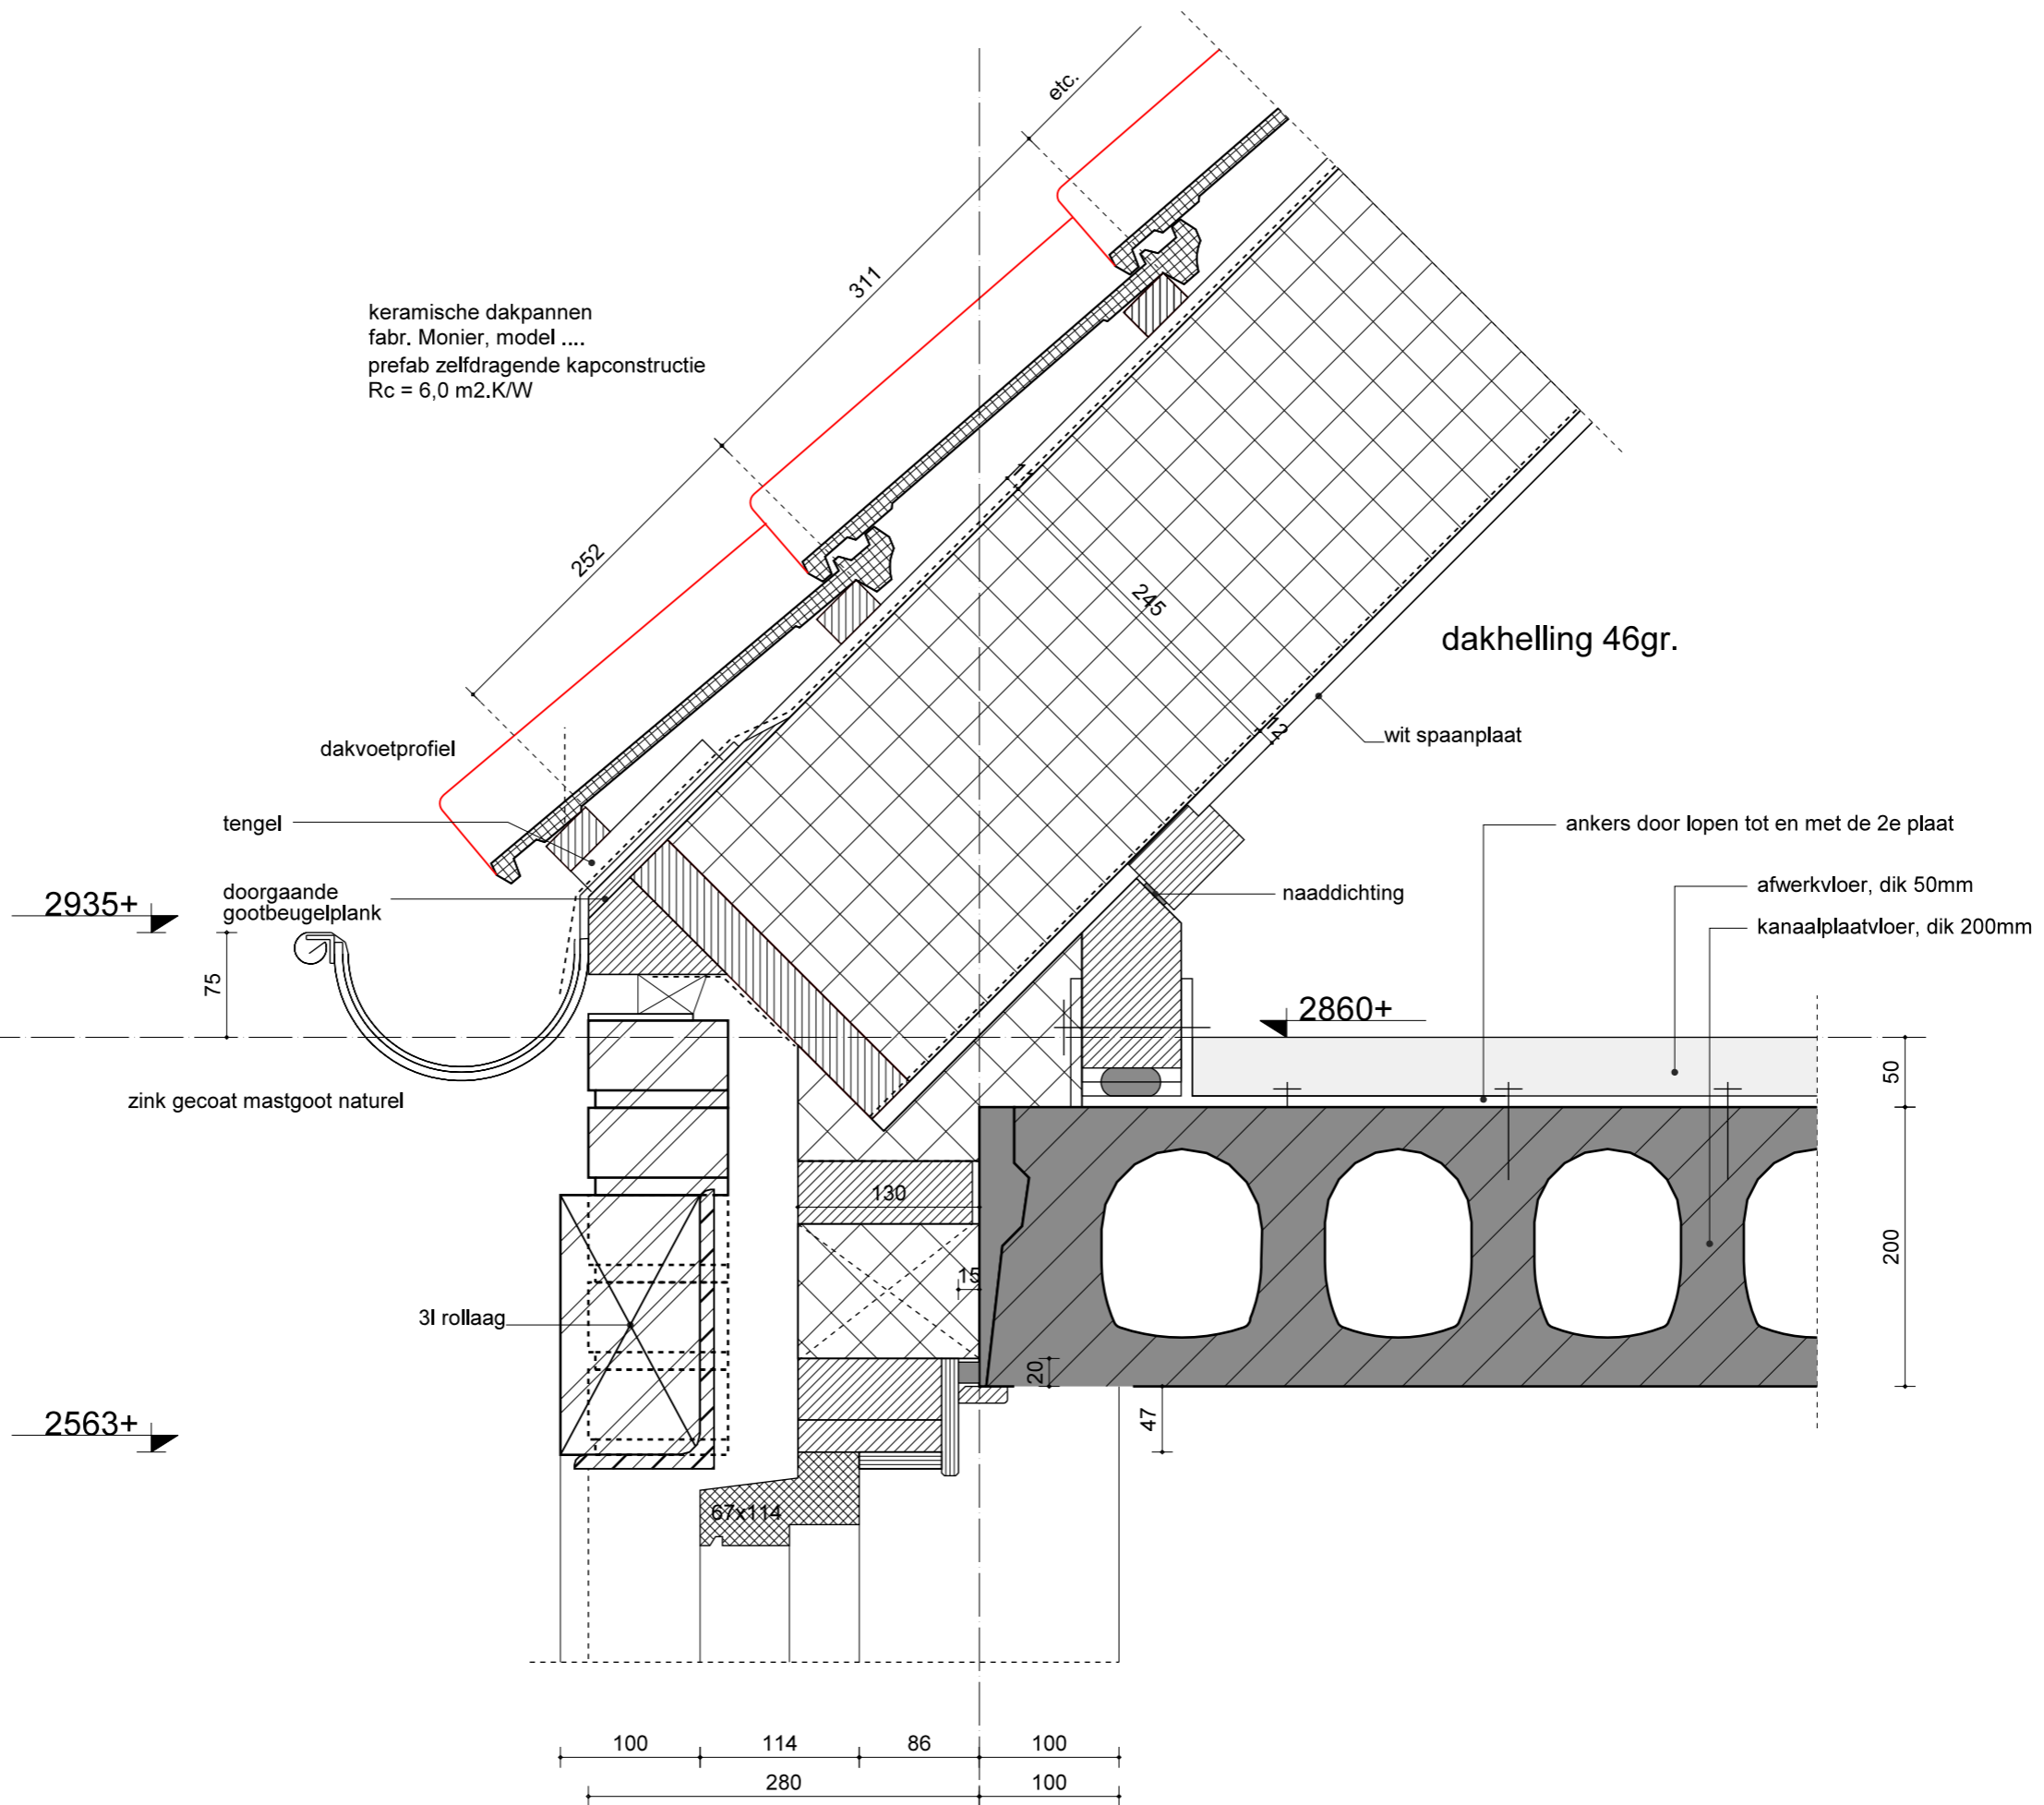 etc.
311
keramische dakpannen
fabr. Monier, model ....
prefab zelfdragende kapconstructie
Rc = 6,0 m2.K/W
252
11
245
dakhelling 46gr.
12
wit spaanplaat
dakvoetprofiel
tengel
ankers door lopen tot en met de 2e plaat
doorgaande
gootbeugelplank
naaddichting
afwerkvloer, dik 50mm
2935+
kanaalplaatvloer, dik 200mm
75
2860+
50
zink gecoat mastgoot naturel
130
200
15
3l rollaag
20
47
2563+
67x114
100 114 86 100
280 100